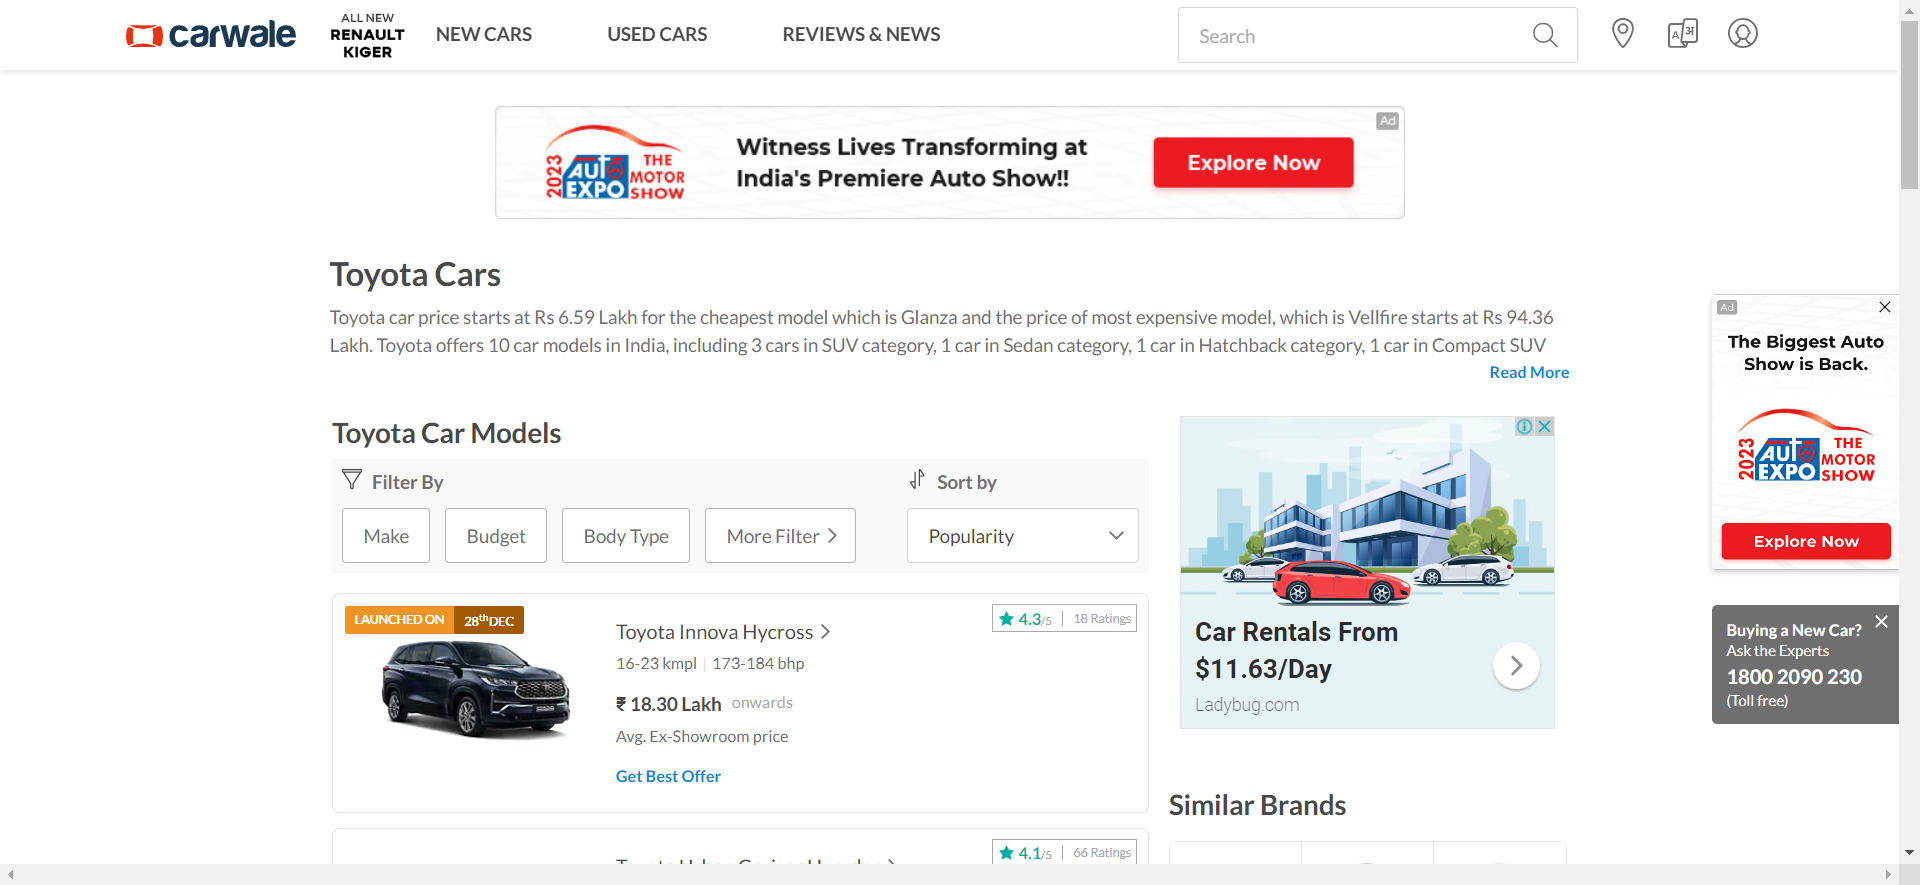 carwale
ALL NEW
RENAULT
KIGER
NEW CARS
USED CARS
REVIEWS & NEWS
Search
A अ
Ad
2023 AUTO EXPO THE MOTOR SHOW
Witness Lives Transforming at
India's Premiere Auto Show!!
Explore Now
Toyota Cars
Toyota car price starts at Rs 6.59 Lakh for the cheapest model which is Glanza and the price of most expensive model, which is Vellfire starts at Rs 94.36
Lakh. Toyota offers 10 car models in India, including 3 cars in SUV category, 1 car in Sedan category, 1 car in Hatchback category, 1 car in Compact SUV
Read More
Toyota Car Models
Filter By
Sort by
Make
Budget
Body Type
More Filter
Popularity
LAUNCHED ON 28thDEC
4.3/5 | 18 Ratings
Toyota Innova Hycross
16-23 kmpl | 173-184 bhp
₹ 18.30 Lakh onwards
Avg. Ex-Showroom price
Get Best Offer
4.1/5 | 66 Ratings
Car Rentals From
$11.63/Day
Ladybug.com
Similar Brands
Ad
The Biggest Auto
Show is Back.
2023 AUTO EXPO THE MOTOR SHOW
Explore Now
Buying a New Car?
Ask the Experts
1800 2090 230
(Toll free)